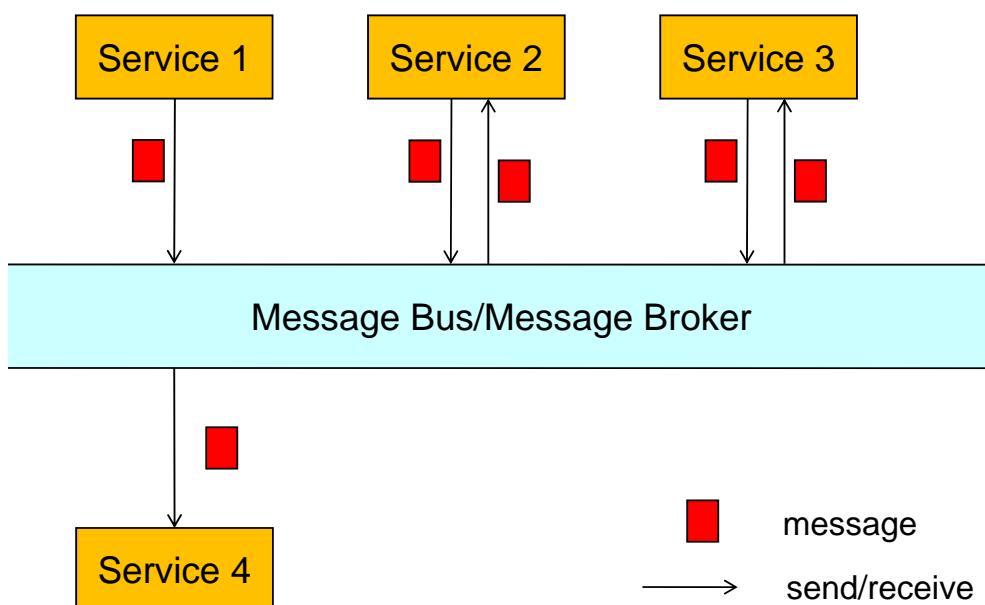 Service 1
Service 2
Service 3
Message Bus/Message Broker
Service 4
message
send/receive